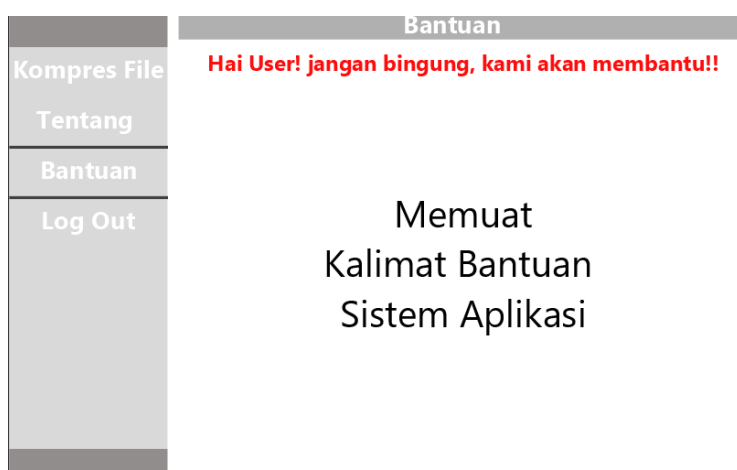 Bantuan
Hai User! jangan bingung, kami akan membantu!!
Kompres File
Tentang
Bantuan
Log Out
Memuat
Kalimat Bantuan
Sistem Aplikasi